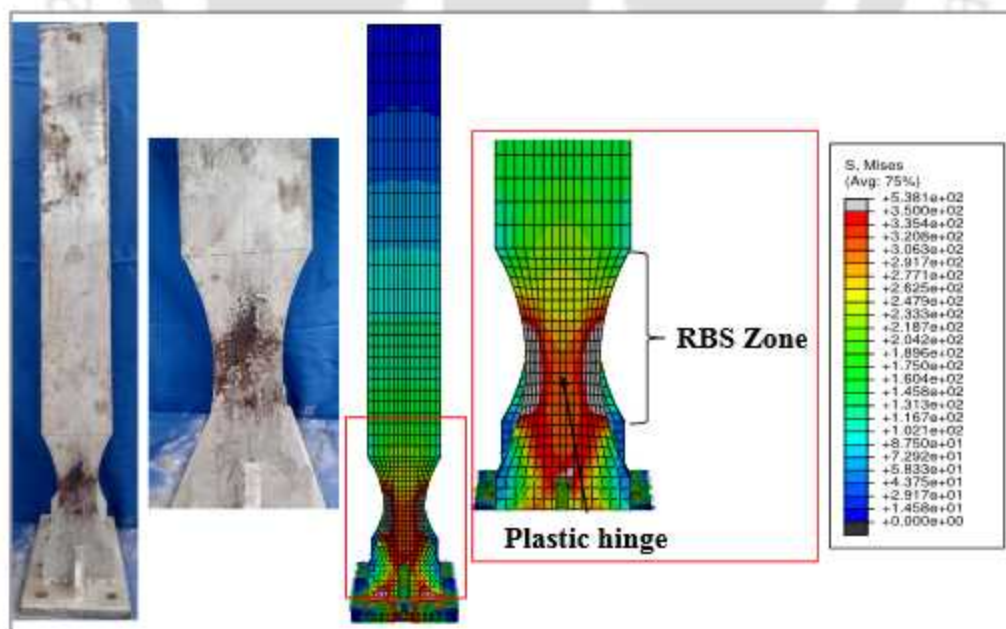 S, Mises
(Avg: 75%)
+5.381e+02
+3.500e+02
+3.354e+02
+3.208e+02
+3.063e+02
+2.917e+02
+2.771e+02
+2.625e+02
+2.479e+02
+2.333e+02
+2.187e+02
+2.042e+02
+1.896e+02
+1.750e+02
+1.604e+02
+1.458e+02
+1.313e+02
+1.167e+02
+1.021e+02
+8.750e+01
+7.292e+01
+5.833e+01
+4.375e+01
+2.917e+01
+1.458e+01
+0.000e+00
RBS Zone
Plastic hinge